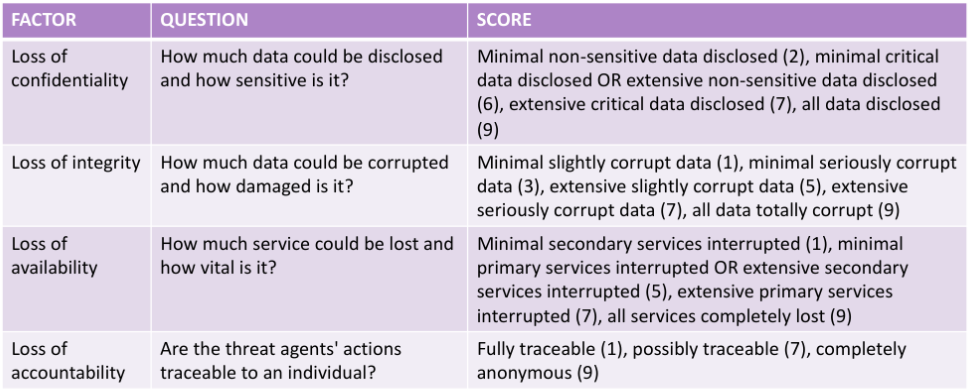 FACTOR QUESTION SCORE
Loss of confidentiality
How much data could be disclosed
and how sensitive is it?
Minimal non-sensitive data disclosed (2), minimal critical
data disclosed OR extensive non-sensitive data disclosed
(6), extensive critical data disclosed (7), all data disclosed
(9)
Loss of integrity
How much data could be corrupted
and how damaged is it?
Minimal slightly corrupt data (1), minimal seriously corrupt
data (3), extensive slightly corrupt data (5), extensive
seriously corrupt data (7), all data totally corrupt (9)
Loss of
availability
How much service could be lost and
how vital is it?
Minimal secondary services interrupted (1), minimal
primary services interrupted OR extensive secondary
services interrupted (5), extensive primary services
interrupted (7), all services completely lost (9)
Loss of
accountability
Are the threat agents' actions
traceable to an individual?
Fully traceable (1), possibly traceable (7), completely
anonymous (9)